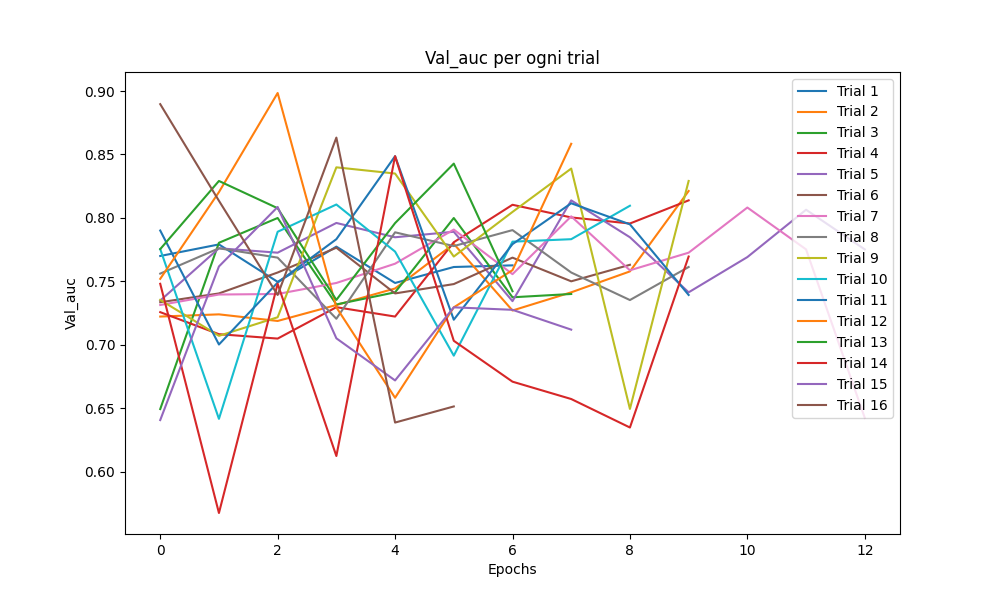 Val_auc per ogni trial
0.90
0.85
0.80
0.75
0.70
0.65
0.60
Val_auc
0 2 4 6 8 10 12
Epochs
Trial 1
Trial 2
Trial 3
Trial 4
Trial 5
Trial 6
Trial 7
Trial 8
Trial 9
Trial 10
Trial 11
Trial 12
Trial 13
Trial 14
Trial 15
Trial 16